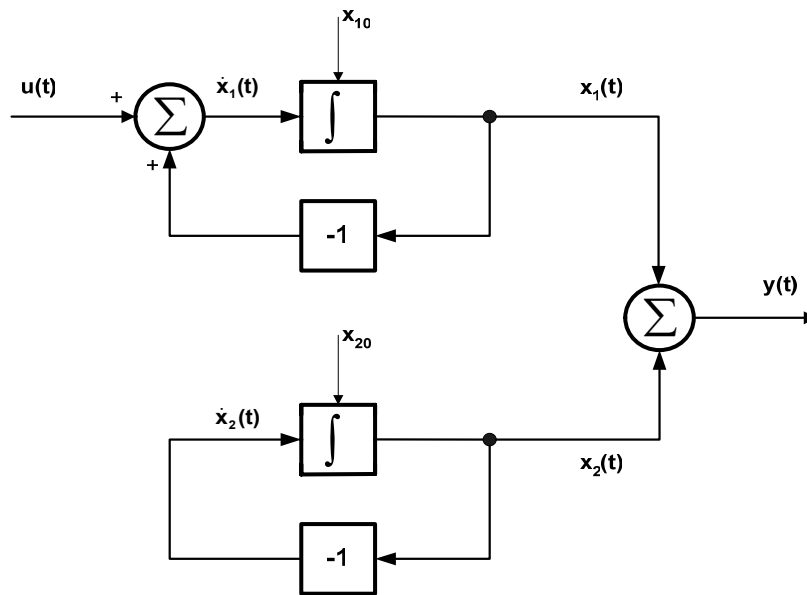 x₁₀
u(t)
+
ẋ₁(t)
x₁(t)
∑
∫
+
-1
y(t)
∑
x₂₀
ẋ₂(t)
∫
x₂(t)
-1